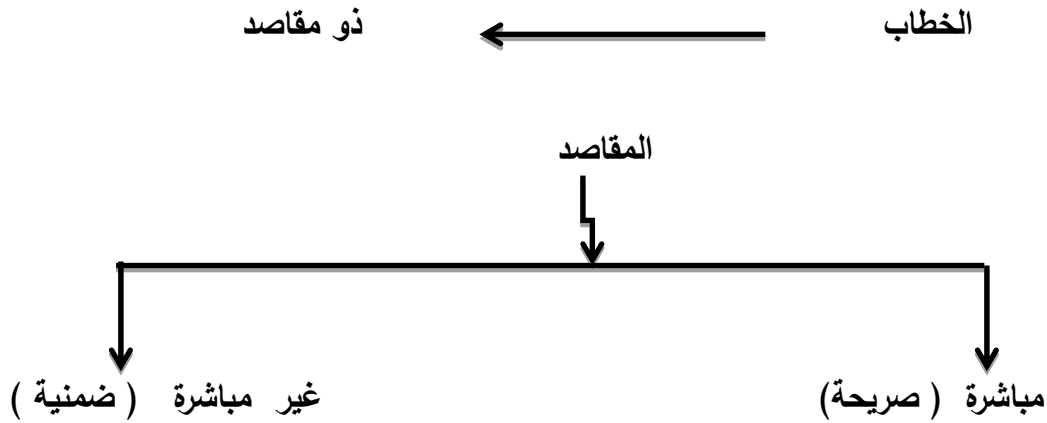 الخطاب ذو مقاصد
المقاصد
مباشرة ( صريحة) غير مباشرة ( ضمنية )